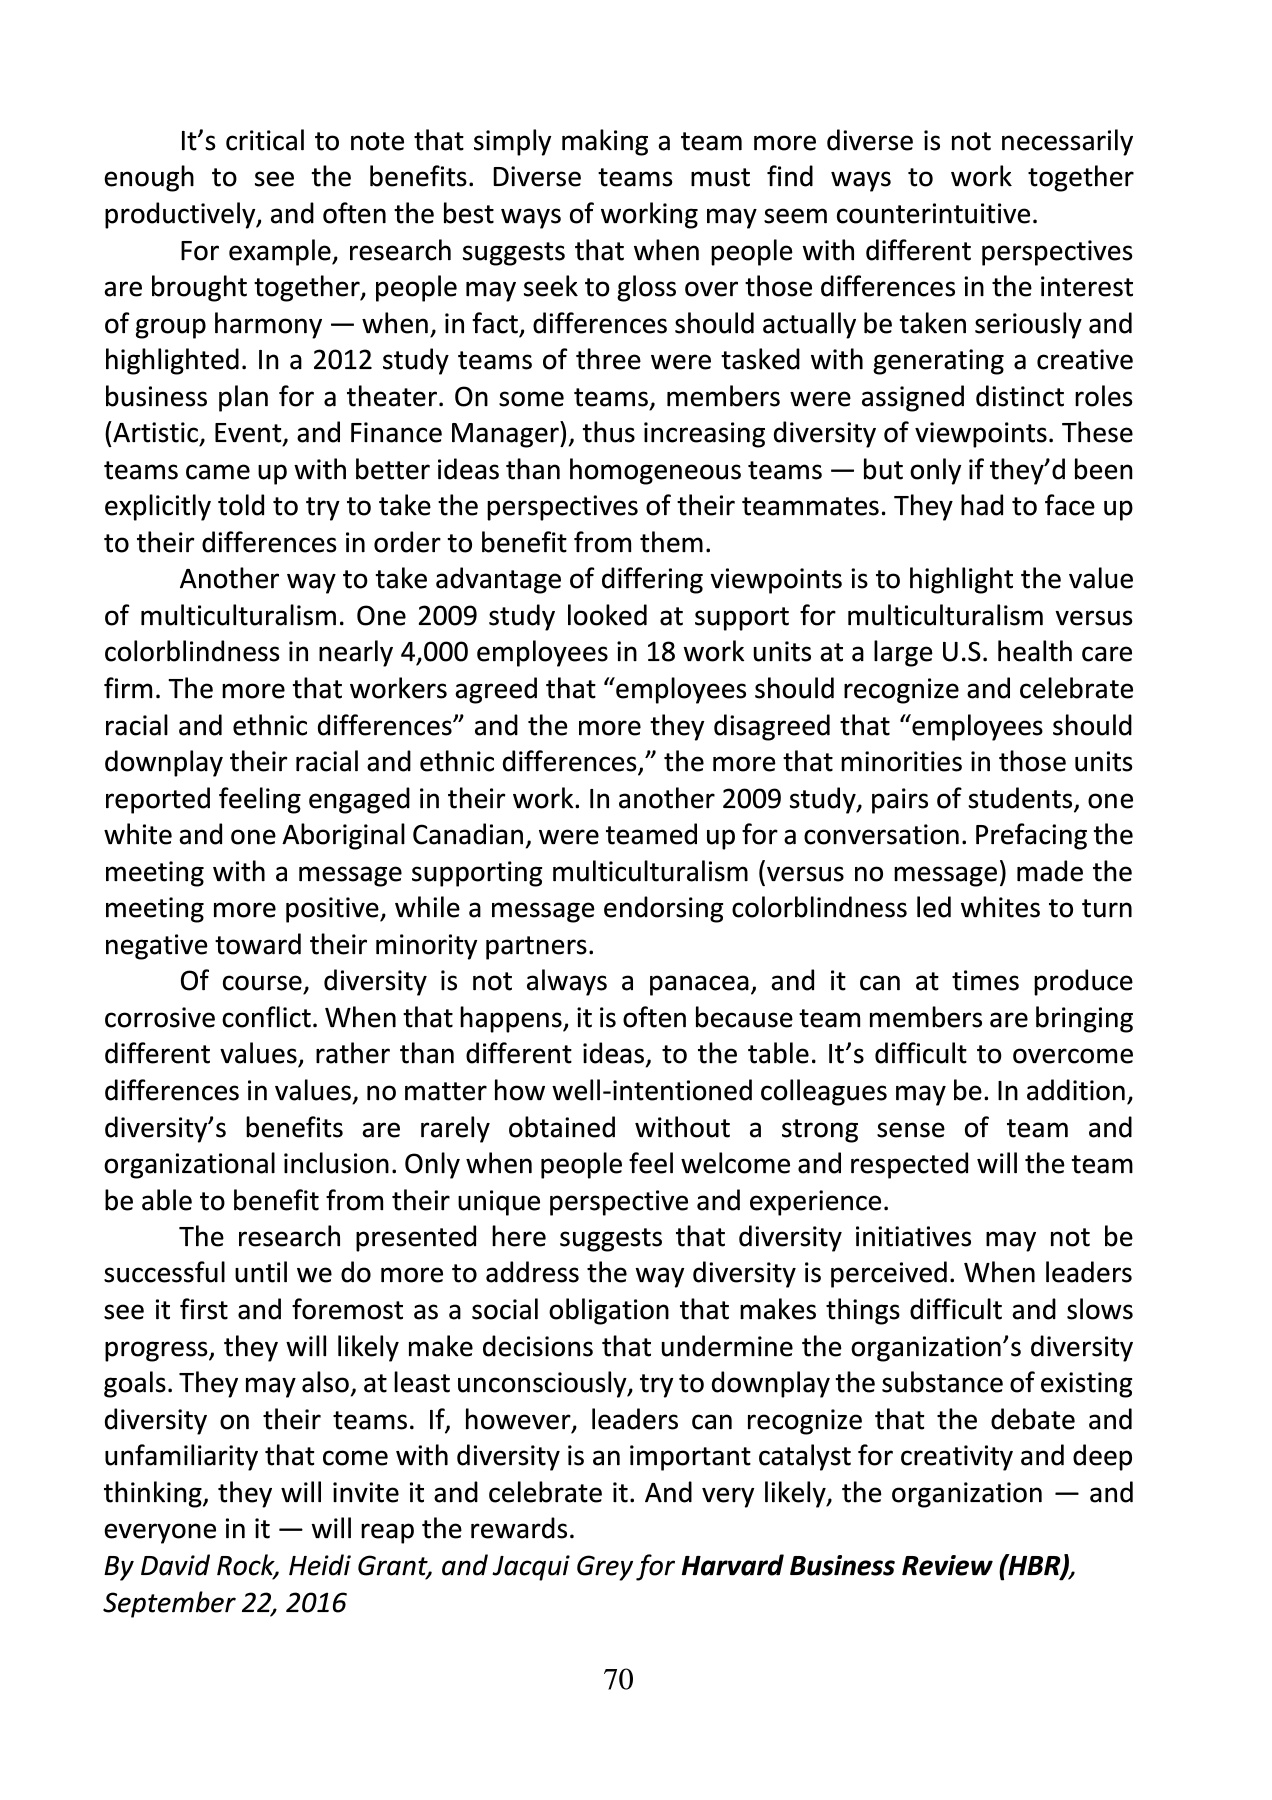 It’s critical to note that simply making a team more diverse is not necessarily
enough to see the benefits. Diverse teams must find ways to work together
productively, and often the best ways of working may seem counterintuitive.
For example, research suggests that when people with different perspectives
are brought together, people may seek to gloss over those differences in the interest
of group harmony — when, in fact, differences should actually be taken seriously and
highlighted. In a 2012 study teams of three were tasked with generating a creative
business plan for a theater. On some teams, members were assigned distinct roles
(Artistic, Event, and Finance Manager), thus increasing diversity of viewpoints. These
teams came up with better ideas than homogeneous teams — but only if they’d been
explicitly told to try to take the perspectives of their teammates. They had to face up
to their differences in order to benefit from them.
Another way to take advantage of differing viewpoints is to highlight the value
of multiculturalism. One 2009 study looked at support for multiculturalism versus
colorblindness in nearly 4,000 employees in 18 work units at a large U.S. health care
firm. The more that workers agreed that “employees should recognize and celebrate
racial and ethnic differences” and the more they disagreed that “employees should
downplay their racial and ethnic differences,” the more that minorities in those units
reported feeling engaged in their work. In another 2009 study, pairs of students, one
white and one Aboriginal Canadian, were teamed up for a conversation. Prefacing the
meeting with a message supporting multiculturalism (versus no message) made the
meeting more positive, while a message endorsing colorblindness led whites to turn
negative toward their minority partners.
Of course, diversity is not always a panacea, and it can at times produce
corrosive conflict. When that happens, it is often because team members are bringing
different values, rather than different ideas, to the table. It’s difficult to overcome
differences in values, no matter how well-intentioned colleagues may be. In addition,
diversity’s benefits are rarely obtained without a strong sense of team and
organizational inclusion. Only when people feel welcome and respected will the team
be able to benefit from their unique perspective and experience.
The research presented here suggests that diversity initiatives may not be
successful until we do more to address the way diversity is perceived. When leaders
see it first and foremost as a social obligation that makes things difficult and slows
progress, they will likely make decisions that undermine the organization’s diversity
goals. They may also, at least unconsciously, try to downplay the substance of existing
diversity on their teams. If, however, leaders can recognize that the debate and
unfamiliarity that come with diversity is an important catalyst for creativity and deep
thinking, they will invite it and celebrate it. And very likely, the organization — and
everyone in it — will reap the rewards.
By David Rock, Heidi Grant, and Jacqui Grey for Harvard Business Review (HBR),
September 22, 2016
70